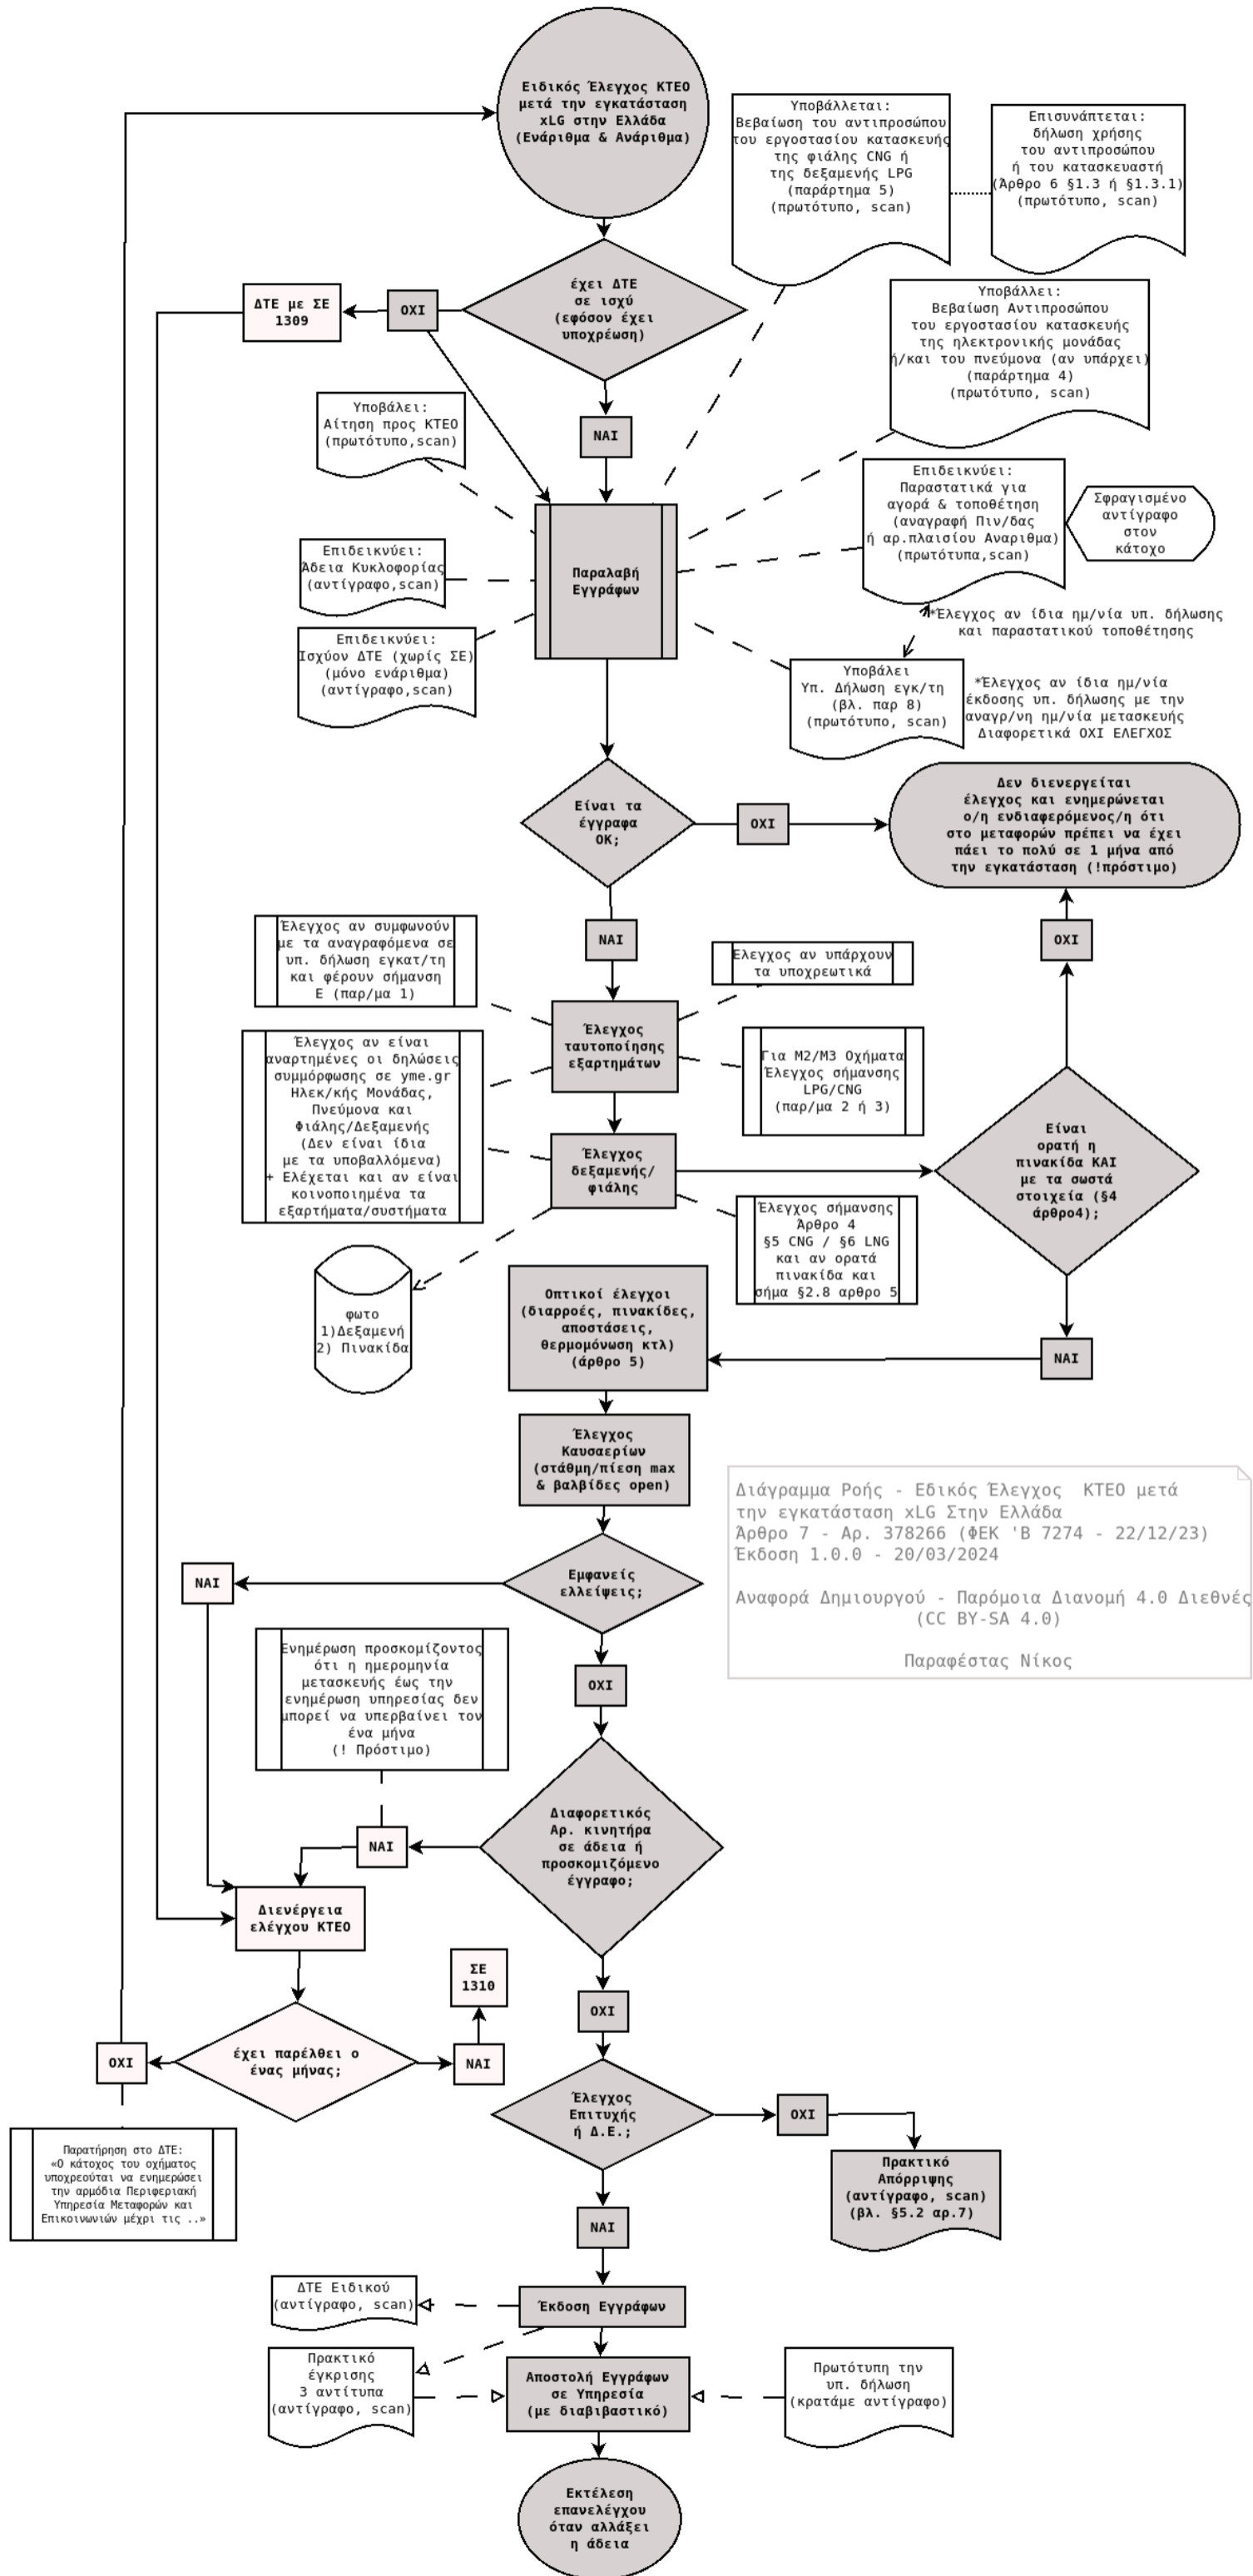 Ειδικός Έλεγχος ΚΤΕΟ
μετά την εγκατάσταση
xLG στην Ελλάδα
(Ενάριθμα & Ανάριθμα)
Υποβάλλεται:
Βεβαίωση του αντιπροσώπου
του εργοστασίου κατασκευής
της φιάλης CNG ή
της δεξαμενής LPG
(παράρτημα 5)
(πρωτότυπο, scan)
Επισυνάπτεται:
δήλωση χρήσης
του αντιπροσώπου
ή του κατασκευαστή
(Άρθρο 6 §1.3 ή §1.3.1)
(πρωτότυπο, scan)
έχει ΔΤΕ
σε ισχύ
(εφόσον έχει
υποχρέωση)
ΟΧΙ
ΔΤΕ με ΣΕ
1309
Υποβάλλει:
Βεβαίωση Αντιπροσώπου
του εργοστασίου κατασκευής
της ηλεκτρονικής μονάδας
ή/και του πνεύμονα (αν υπάρχει)
(παράρτημα 4)
(πρωτότυπο, scan)
ΝΑΙ
Υποβάλει:
Αίτηση προς ΚΤΕΟ
(πρωτότυπο,scan)
Επιδεικνύει:
Παραστατικά για
αγορά & τοποθέτηση
(αναγραφή Πιν/δας
ή αρ.πλαισίου Αναριθμα)
(πρωτότυπα,scan)
Σφραγισμένο
αντίγραφο
στον
κάτοχο
Παραλαβή
Εγγράφων
Επιδεικνύει:
Άδεια Κυκλοφορίας
(αντίγραφο,scan)
*Έλεγχος αν ίδια ημ/νία υπ. δήλωσης
και παραστατικού τοποθέτησης
Επιδεικνύει:
Ισχύον ΔΤΕ (χωρίς ΣΕ)
(μόνο ενάριθμα)
(αντίγραφο,scan)
Υποβάλει
Υπ. Δήλωση εγκ/τη
(βλ. παρ 8)
(πρωτότυπο, scan)
*Έλεγχος αν ίδια ημ/νία
έκδοσης υπ. δήλωσης με την
αναγρ/νη ημ/νία μετασκευής
Διαφορετικά ΟΧΙ ΕΛΕΓΧΟΣ
Είναι τα
έγγραφα
ΟΚ;
ΟΧΙ
Δεν διενεργείται
έλεγχος και ενημερώνεται
ο/η ενδιαφερόμενος/η ότι
στο μεταφορών πρέπει να έχει
πάει το πολύ σε 1 μήνα από
την εγκατάσταση (!πρόστιμο)
ΝΑΙ
ΟΧΙ
Έλεγχος αν συμφωνούν
με τα αναγραφόμενα σε
υπ. δήλωση εγκατ/τη
και φέρουν σήμανση
Ε (παρ/μα 1)
Έλεγχος αν υπάρχουν
τα υποχρεωτικά
Έλεγχος
ταυτοποίησης
εξαρτημάτων
Για Μ2/Μ3 Οχήματα
Έλεγχος σήμανσης
LPG/CNG
(παρ/μα 2 ή 3)
Έλεγχος αν είναι
αναρτημένες οι δηλώσεις
συμμόρφωσης σε yme.gr
Ηλεκ/κής Μονάδας,
Πνεύμονα και
Φιάλης/Δεξαμενής
(Δεν είναι ίδια
με τα υποβαλλόμενα)
+ Ελέχεται και αν είναι
κοινοποιημένα τα
εξαρτήματα/συστήματα
Έλεγχος
δεξαμενής/
φιάλης
Είναι
ορατή η
πινακίδα ΚΑΙ
με τα σωστά
στοιχεία (§4
άρθρο4);
Έλεγχος σήμανσης
Άρθρο 4
§5 CNG / §6 LNG
και αν ορατά
πινακίδα και
σήμα §2.8 αρθρο 5
φωτο
1)Δεξαμενή
2) Πινακίδα
Οπτικοί έλεγχοι
(διαρροές, πινακίδες,
αποστάσεις,
θερμομόνωση κτλ)
(άρθρο 5)
ΝΑΙ
Έλεγχος
Καυσαερίων
(στάθμη/πίεση max
& βαλβίδες open)
Διάγραμμα Ροής - Εδικός Έλεγχος  ΚΤΕΟ μετά
την εγκατάσταση xLG Στην Ελλάδα
Άρθρο 7 - Αρ. 378266 (ΦΕΚ 'Β 7274 - 22/12/23)
Έκδοση 1.0.0 - 20/03/2024
Αναφορά Δημιουργού - Παρόμοια Διανομή 4.0 Διεθνές
(CC BY-SA 4.0)
Παραφέστας Νίκος
Εμφανείς
ελλείψεις;
ΝΑΙ
ΟΧΙ
Ενημέρωση προσκομίζοντος
ότι η ημερομηνία
μετασκευής έως την
ενημέρωση υπηρεσίας δεν
μπορεί να υπερβαίνει τον
ένα μήνα
(! Πρόστιμο)
Διαφορετικός
Αρ. κινητήρα
σε άδεια ή
προσκομιζόμενο
έγγραφο;
ΝΑΙ
Διενέργεια
ελέγχου ΚΤΕΟ
ΣΕ
1310
ΟΧΙ
έχει παρέλθει ο
ένας μήνας;
ΟΧΙ
ΝΑΙ
Έλεγχος
Επιτυχής
ή Δ.Ε.;
ΟΧΙ
Παρατήρηση στο ΔΤΕ:
«Ο κάτοχος του οχήματος
υποχρεούται να ενημερώσει
την αρμόδια Περιφεριακή
Υπηρεσία Μεταφορών και
Επικοινωνιών μέχρι τις ..»
Πρακτικό
Απόρριψης
(αντίγραφο, scan)
(βλ. §5.2 αρ.7)
ΝΑΙ
ΔΤΕ Ειδικού
(αντίγραφο, scan)
Έκδοση Εγγράφων
Πρακτικό
έγκρισης
3 αντίτυπα
(αντίγραφο, scan)
Αποστολή Εγγράφων
σε Υπηρεσία
(με διαβιβαστικό)
Πρωτότυπη την
υπ. δήλωση
(κρατάμε αντίγραφο)
Εκτέλεση
επανελέγχου
όταν αλλάξει
η άδεια